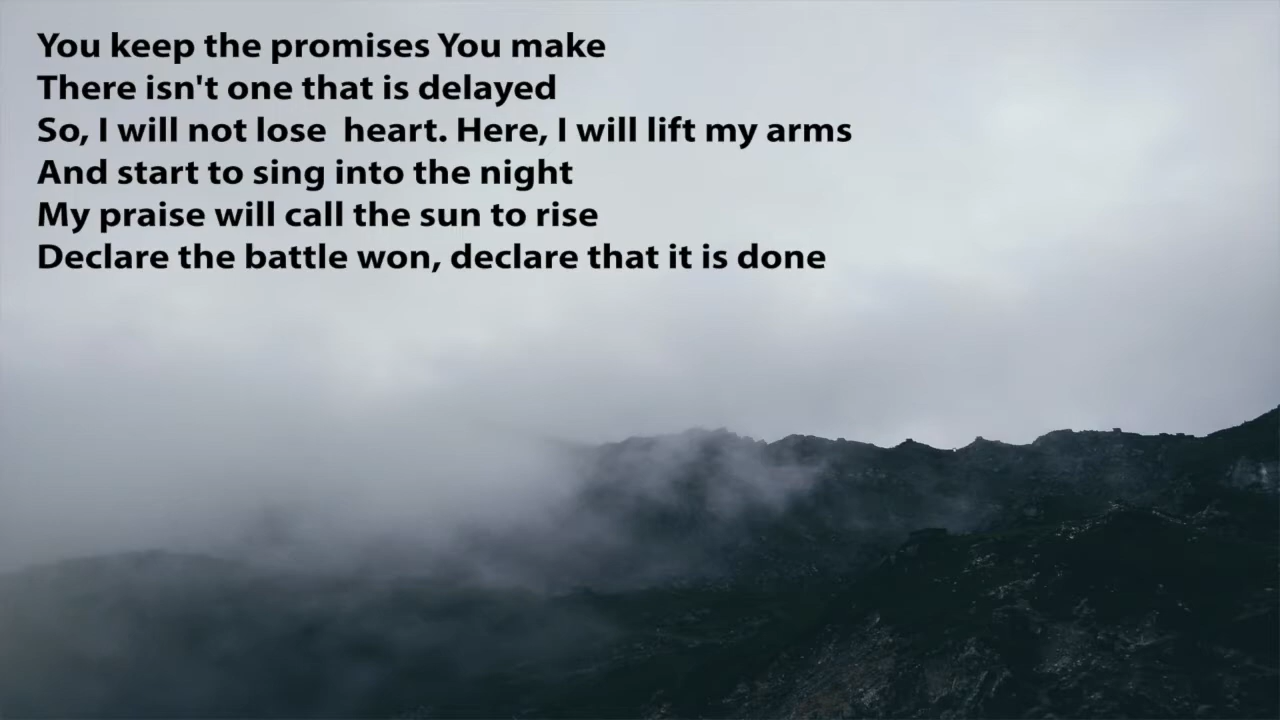 You keep the promises You make
There isn't one that is delayed
So, I will not lose  heart. Here, I will lift my arms
And start to sing into the night
My praise will call the sun to rise
Declare the battle won, declare that it is done